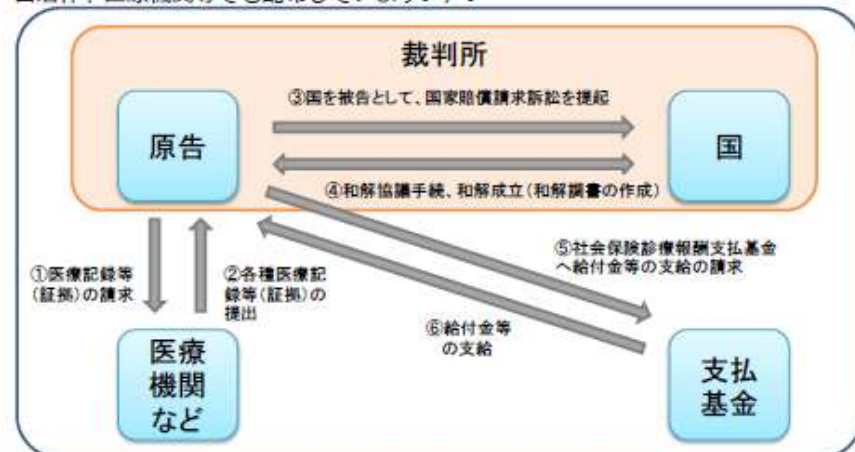 裁判所
③国を被告として、国家賠償請求訴訟を提起
原告
国
④和解協議手続、和解成立(和解調書の作成)
①医療記録等
(証拠)の請求
②各種医療記
録等(証拠)の
提出
⑤社会保険診療報酬支払基金
へ給付金等の支給の請求
⑥給付金等
の支給
医療
機関
など
支払
基金